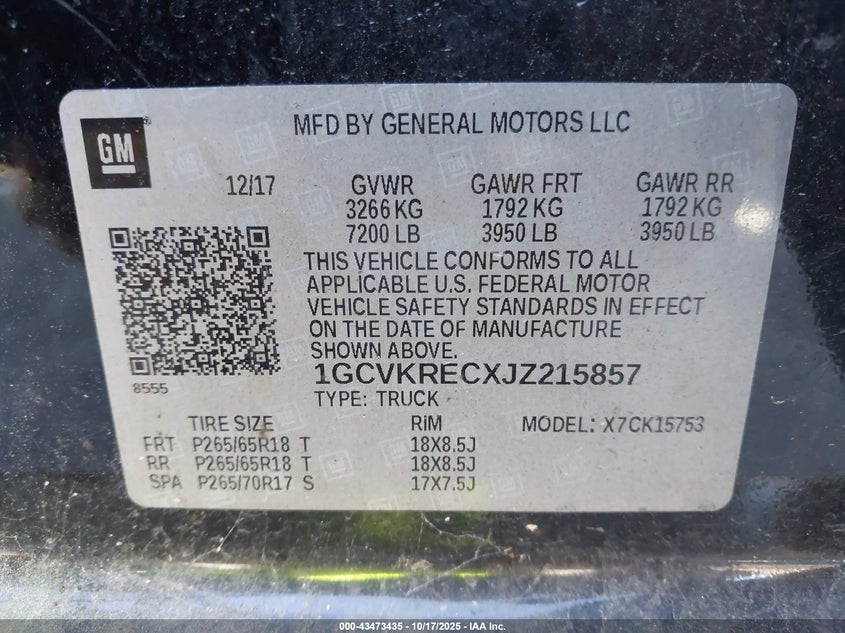 GM
MFD BY GENERAL MOTORS LLC
12/17 GVWR GAWR FRT GAWR RR
3266 KG 1792 KG 1792 KG
7200 LB 3950 LB 3950 LB
THIS VEHICLE CONFORMS TO ALL
APPLICABLE U.S. FEDERAL MOTOR
VEHICLE SAFETY STANDARDS IN EFFECT
ON THE DATE OF MANUFACTURE
SHOWN ABOVE.
8555
1GCVKRECXJZ215857
TYPE: TRUCK
TIRE SIZE RIM MODEL: X7CK15753
FRT P265/65R18 T 18X8.5J
RR P265/65R18 T 18X8.5J
SPA P265/70R17 S 17X7.5J
000-43473435 - 10/17/2025 - IAA Inc.